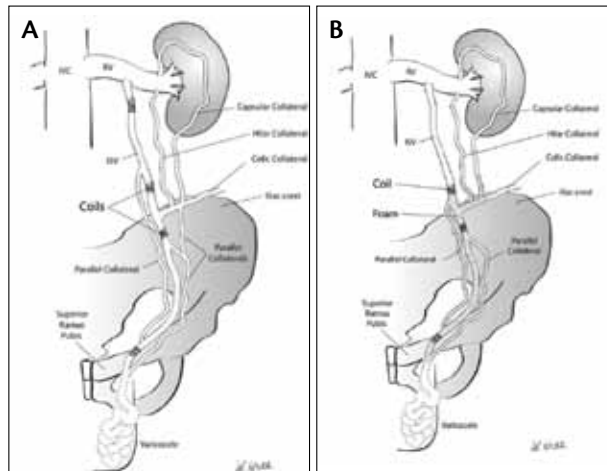 A
IVC
RV
Capsular Collateral
Hilar Collateral
ISV
Colic Collateral
Coils
Iliac crest
Parallel
Collaterals
Parallel Collateral
Superior
Ramus
Pubis
Varicocele
B
IVC
RV
Capsular Collateral
Hilar Collateral
ISV
Colic Collateral
Coil
Iliac crest
Foam
Parallel
Collateral
Parallel Collateral
Superior
Ramus
Pubis
Varicocele